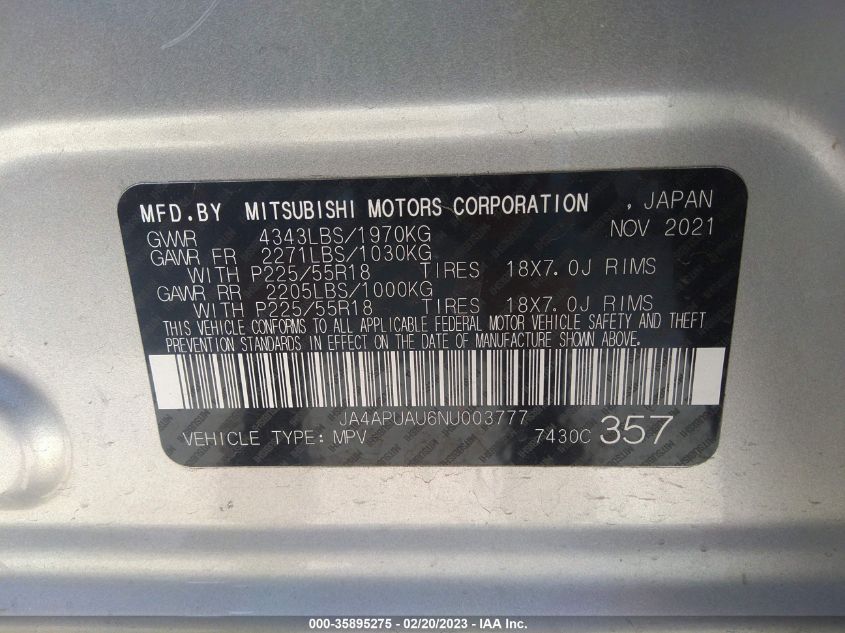 MFD.BY MITSUBISHI MOTORS CORPORATION , JAPAN
GVWR 4343LBS/1970KG NOV 2021
GAWR FR 2271LBS/1030KG
WITH P225/55R18 TIRES 18X7.0J RIMS
GAWR RR 2205LBS/1000KG
WITH P225/55R18 TIRES 18X7.0J RIMS
THIS VEHICLE CONFORMS TO ALL APPLICABLE FEDERAL MOTOR VEHICLE SAFETY AND THEFT
PREVENTION STANDARDS IN EFFECT ON THE DATE OF MANUFACTURE SHOWN ABOVE.
JA4APUAU6NU003777
VEHICLE TYPE: MPV 7430C 357
000-35895275 - 02/20/2023 - IAA Inc.